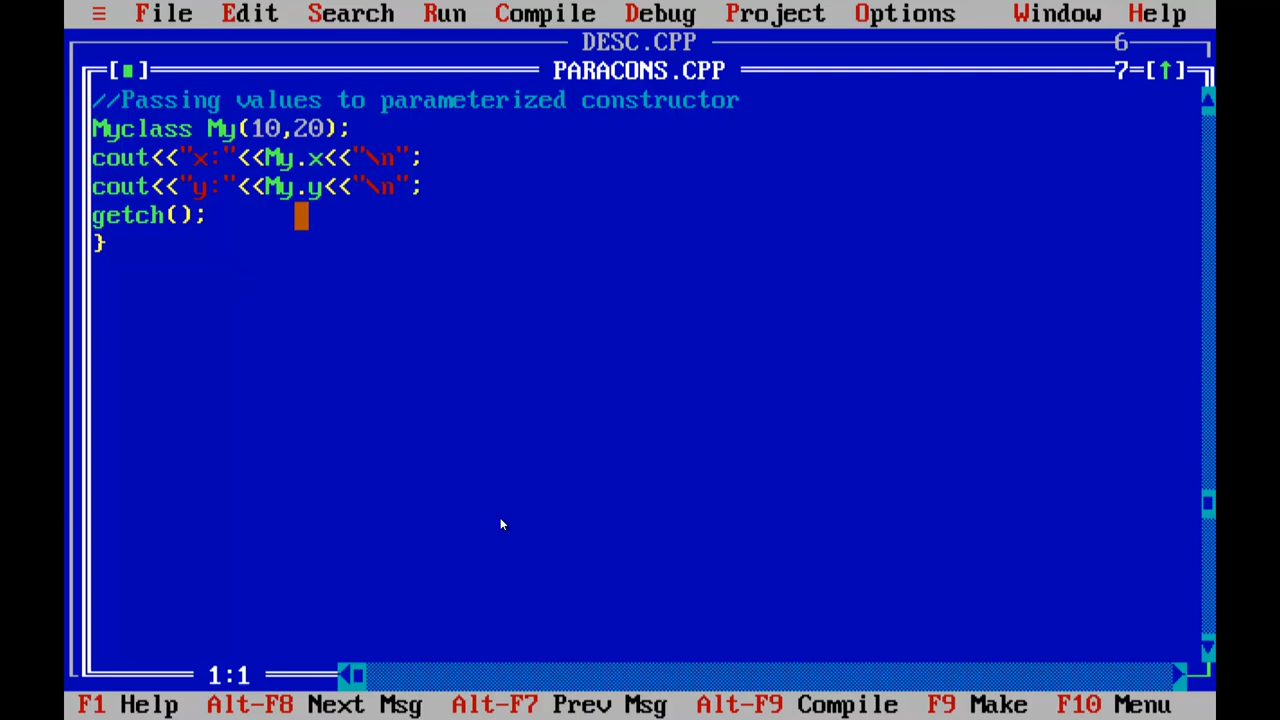 ≡ File Edit Search Run Compile Debug Project Options Window Help
DESC.CPP 6
[■] PARACONS.CPP 7=[↑]
//Passing values to parameterized constructor
Myclass My(10,20);
cout<<"x:"<<My.x<<"\n";
cout<<"y:"<<My.y<<"\n";
getch();
}
1:1
F1 Help Alt-F8 Next Msg Alt-F7 Prev Msg Alt-F9 Compile F9 Make F10 Menu